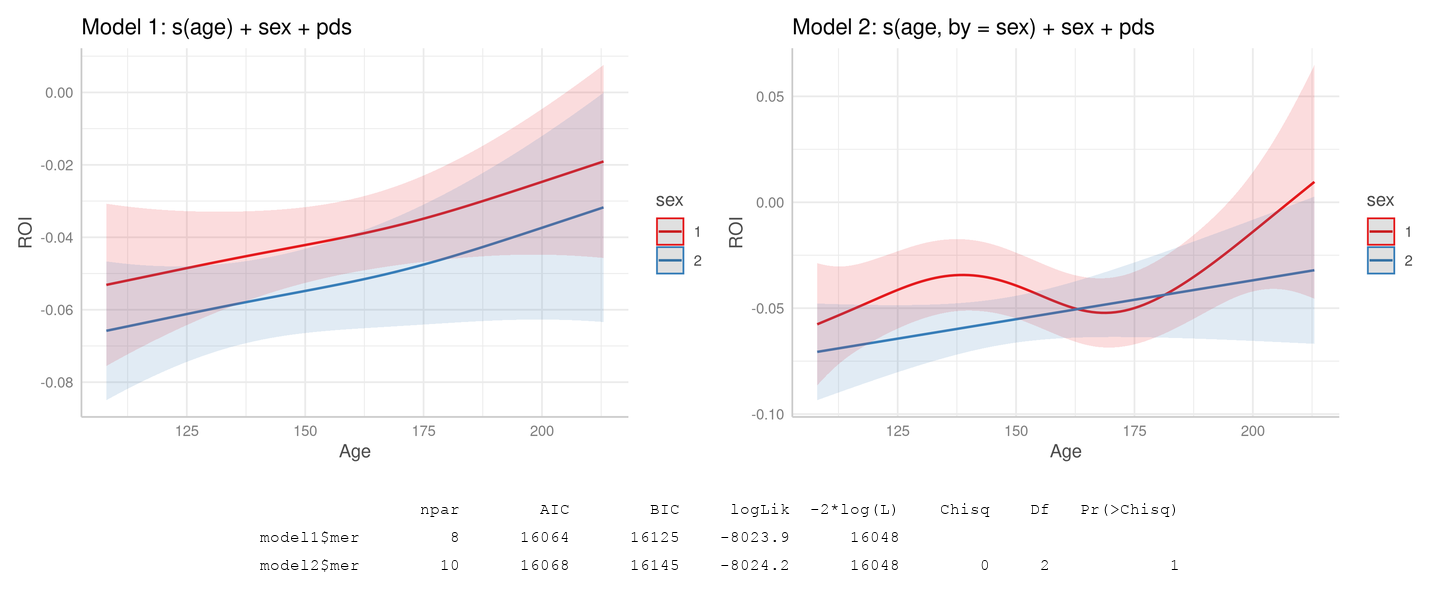 Model 1: s(age) + sex + pds
0.00
-0.02
-0.04
-0.06
-0.08
ROI
125 150 175 200
Age
sex
1
2
Model 2: s(age, by = sex) + sex + pds
0.05
0.00
-0.05
-0.10
ROI
125 150 175 200
Age
sex
1
2
npar AIC BIC logLik -2*log(L) Chisq Df Pr(>Chisq)
model1$mer 8 16064 16125 -8023.9 16048
model2$mer 10 16068 16145 -8024.2 16048 0 2 1